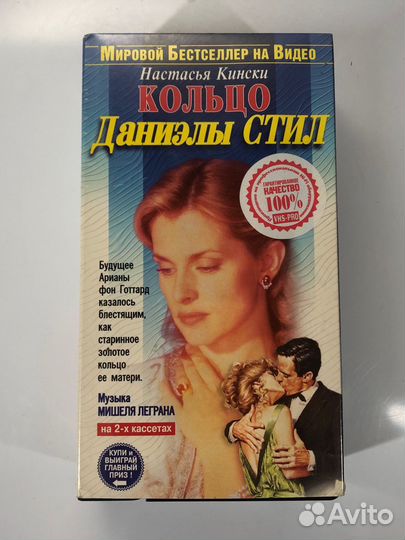 Мировой Бестселлер на Видео
Настасья Кински
КОЛЬЦО
Даниэлы СТИЛ
ГАРАНТИРОВАННОЕ
КАЧЕСТВО
100%
VHS-PRO
Будущее
Арианы
фон Готтард
казалось
блестящим,
как
старинное
золотое
кольцо
ее матери.
Музыка
МИШЕЛЯ ЛЕГРАНА
на 2-х кассетах
КУПИ и
ВЫИГРАЙ
ГЛАВНЫЙ
ПРИЗ !
Avito